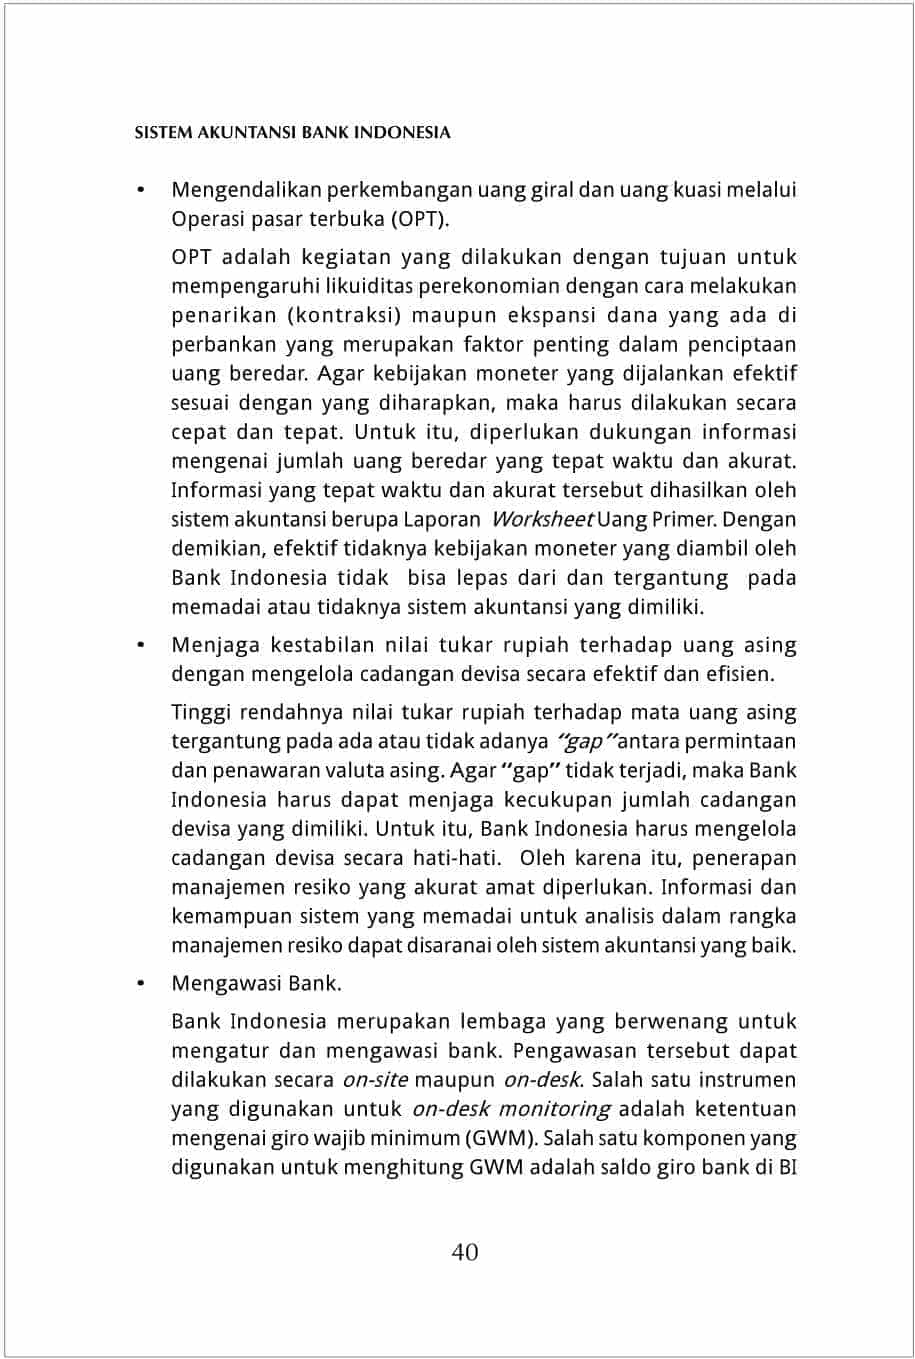 SISTEM AKUNTANSI BANK INDONESIA
• Mengendalikan perkembangan uang giral dan uang kuasi melalui
Operasi pasar terbuka (OPT).
OPT adalah kegiatan yang dilakukan dengan tujuan untuk
mempengaruhi likuiditas perekonomian dengan cara melakukan
penarikan (kontraksi) maupun ekspansi dana yang ada di
perbankan yang merupakan faktor penting dalam penciptaan
uang beredar. Agar kebijakan moneter yang dijalankan efektif
sesuai dengan yang diharapkan, maka harus dilakukan secara
cepat dan tepat. Untuk itu, diperlukan dukungan informasi
mengenai jumlah uang beredar yang tepat waktu dan akurat.
Informasi yang tepat waktu dan akurat tersebut dihasilkan oleh
sistem akuntansi berupa Laporan Worksheet Uang Primer. Dengan
demikian, efektif tidaknya kebijakan moneter yang diambil oleh
Bank Indonesia tidak bisa lepas dari dan tergantung pada
memadai atau tidaknya sistem akuntansi yang dimiliki.
• Menjaga kestabilan nilai tukar rupiah terhadap uang asing
dengan mengelola cadangan devisa secara efektif dan efisien.
Tinggi rendahnya nilai tukar rupiah terhadap mata uang asing
tergantung pada ada atau tidak adanya “gap” antara permintaan
dan penawaran valuta asing. Agar “gap” tidak terjadi, maka Bank
Indonesia harus dapat menjaga kecukupan jumlah cadangan
devisa yang dimiliki. Untuk itu, Bank Indonesia harus mengelola
cadangan devisa secara hati-hati. Oleh karena itu, penerapan
manajemen resiko yang akurat amat diperlukan. Informasi dan
kemampuan sistem yang memadai untuk analisis dalam rangka
manajemen resiko dapat disaranai oleh sistem akuntansi yang baik.
• Mengawasi Bank.
Bank Indonesia merupakan lembaga yang berwenang untuk
mengatur dan mengawasi bank. Pengawasan tersebut dapat
dilakukan secara on-site maupun on-desk. Salah satu instrumen
yang digunakan untuk on-desk monitoring adalah ketentuan
mengenai giro wajib minimum (GWM). Salah satu komponen yang
digunakan untuk menghitung GWM adalah saldo giro bank di BI
40